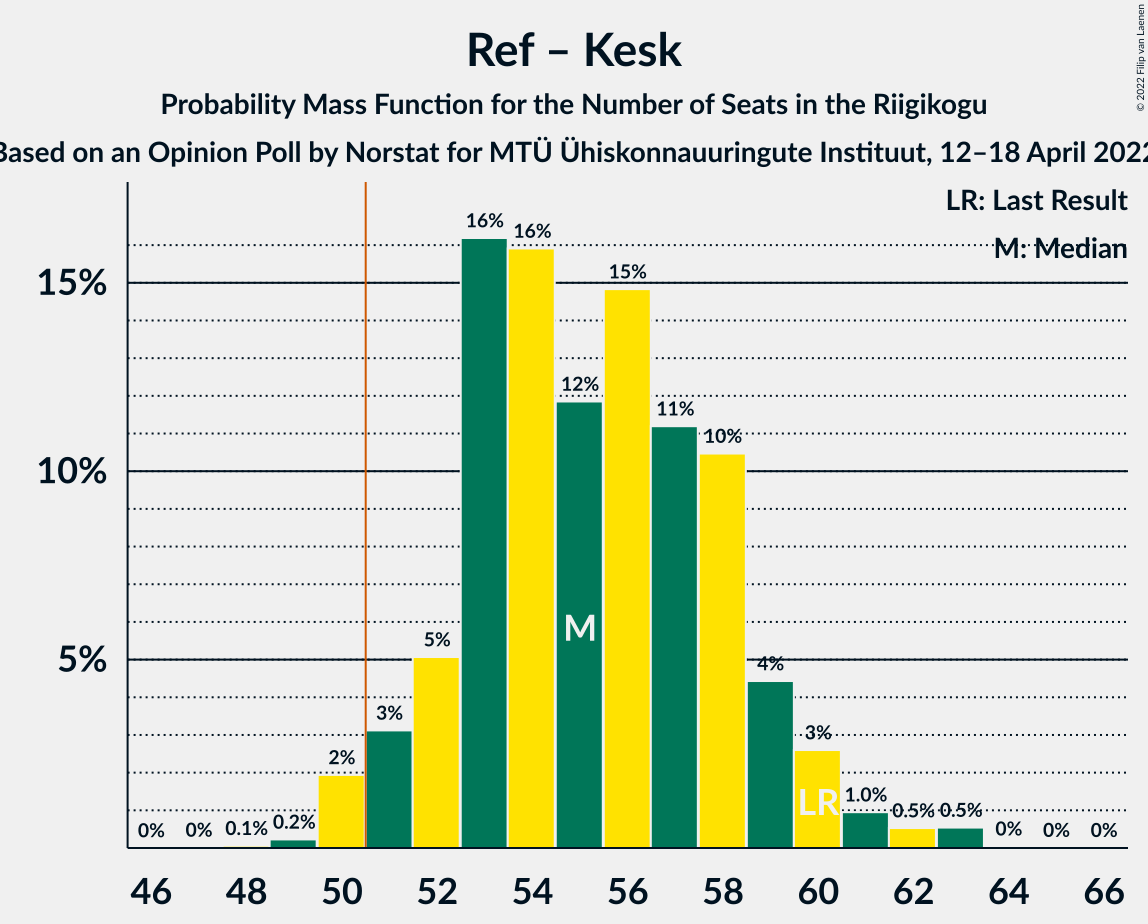 Ref – Kesk
Probability Mass Function for the Number of Seats in the Riigikogu
Based on an Opinion Poll by Norstat for MTÜ Ühiskonnauuringute Instituut, 12–18 April 2022
© 2022 Filip van Laenen
LR: Last Result
M: Median
15%
10%
5%
0% 0% 0.1% 0.2% 2% 3% 5% 16% 16% 12% 15% 11% 10% 4% 3% 1.0% 0.5% 0.5% 0% 0% 0%
M
LR
46 48 50 52 54 56 58 60 62 64 66